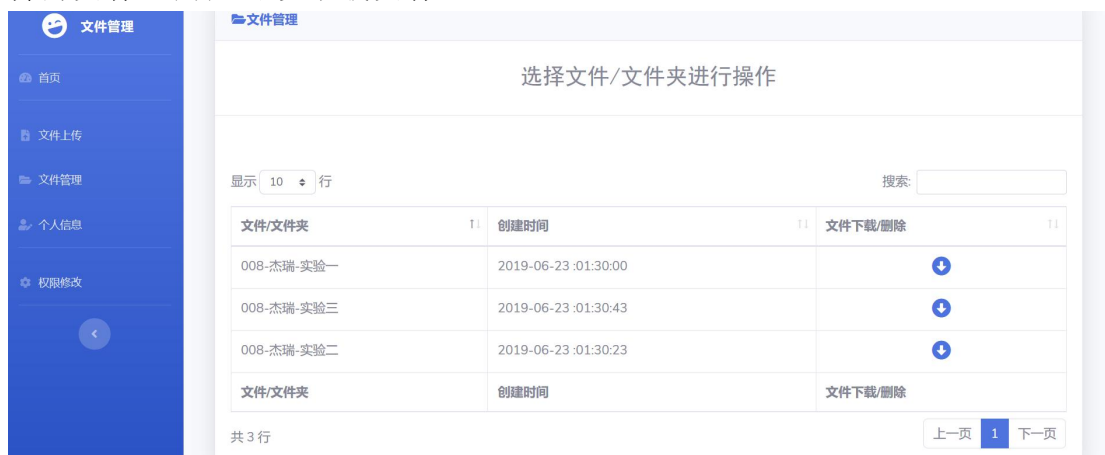 文件管理
文件管理
首页
选择文件/文件夹进行操作
文件上传
文件管理
显示 10 行
搜索:
个人信息
文件/文件夹 创建时间 文件下载/删除
008-杰瑞-实验一 2019-06-23 :01:30:00
权限修改
008-杰瑞-实验三 2019-06-23 :01:30:43
008-杰瑞-实验二 2019-06-23 :01:30:23
文件/文件夹 创建时间 文件下载/删除
共 3 行
上一页 1 下一页